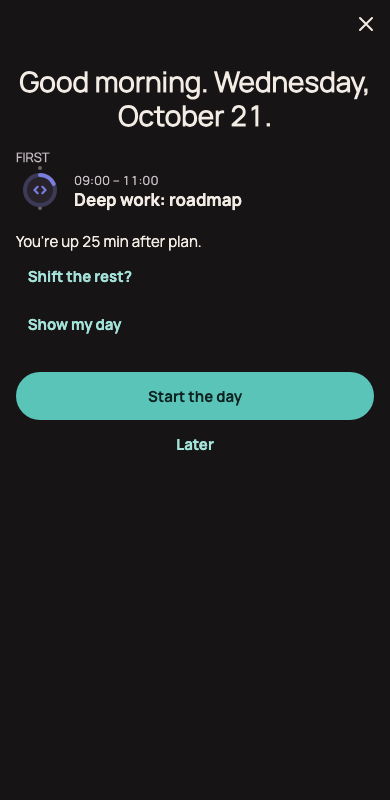 Good morning. Wednesday,
October 21.
FIRST
09:00 – 11:00
Deep work: roadmap
You're up 25 min after plan.
Shift the rest?
Show my day
Start the day
Later